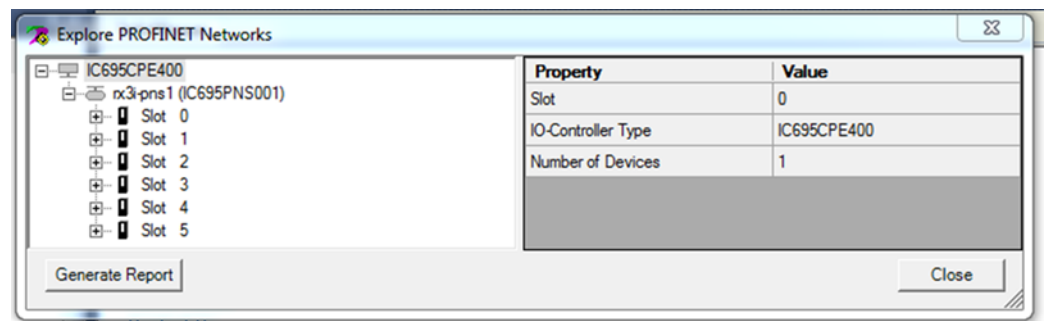 Explore PROFINET Networks
IC695CPE400
rx3i-pns1 (IC695PNS001)
Slot 0
Slot 1
Slot 2
Slot 3
Slot 4
Slot 5
Property Value
Slot 0
IO-Controller Type IC695CPE400
Number of Devices 1
Generate Report
Close